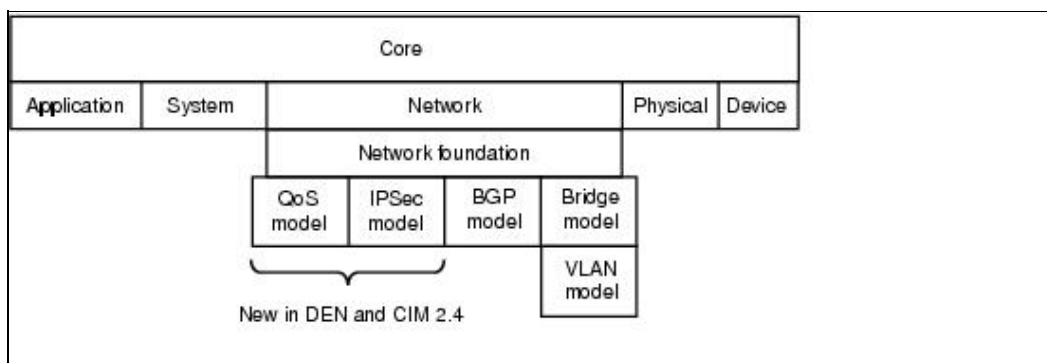 Core
Application System Network Physical Device
Network foundation
QoS model IPSec model BGP model Bridge model
VLAN model
New in DEN and CIM 2.4